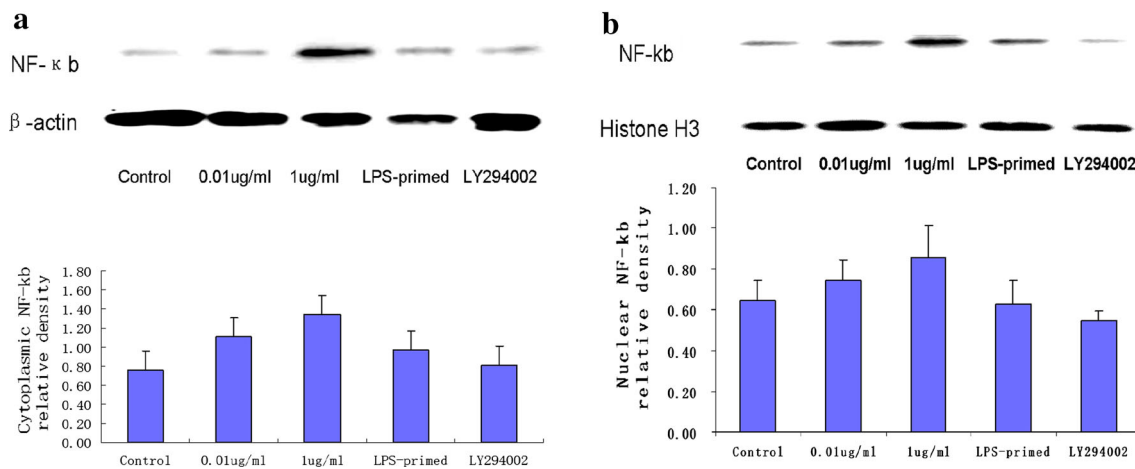 a
NF-κb
β-actin
Control 0.01ug/ml 1ug/ml LPS-primed LY294002
Cytoplasmic NF-kb
relative density
1.80
1.60
1.40
1.20
1.00
0.80
0.60
0.40
0.20
0.00
Control 0.01ug/ml 1ug/ml LPS-primed LY294002
b
NF-kb
Histone H3
Control 0.01ug/ml 1ug/ml LPS-primed LY294002
Nuclear NF-kb
relative density
1.20
1.00
0.80
0.60
0.40
0.20
0.00
Control 0.01ug/ml 1ug/ml LPS-primed LY294002